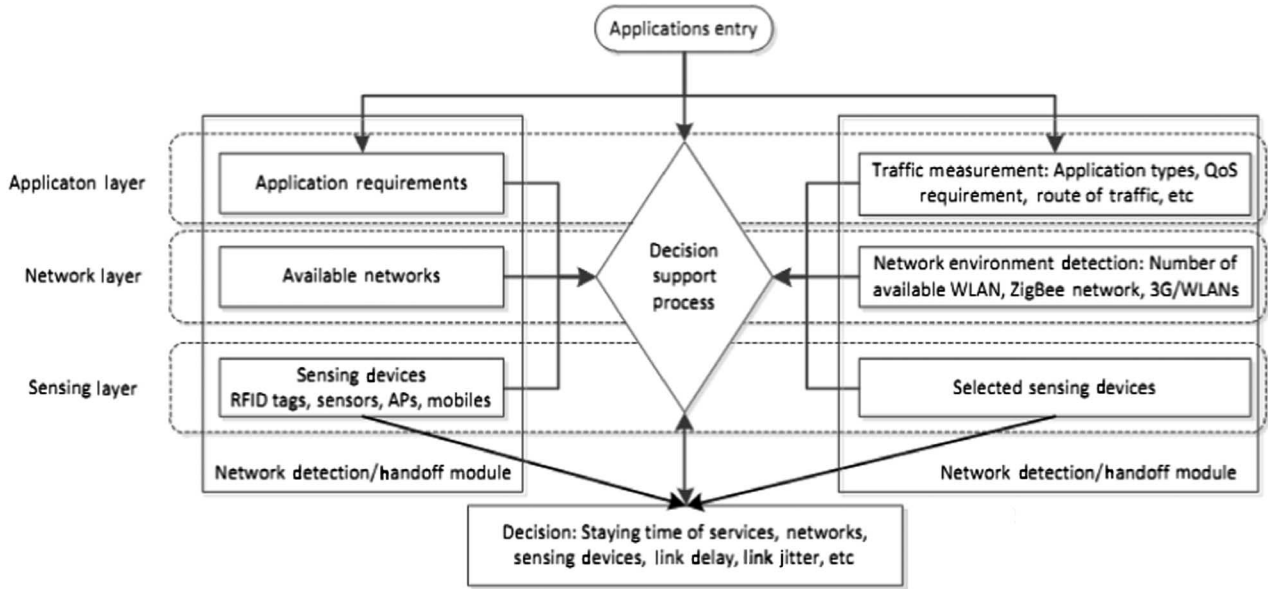 Applications entry
Applicaton layer
Application requirements
Traffic measurement: Application types, QoS
requirement, route of traffic, etc
Network layer
Available networks
Decision
support
process
Network environment detection: Number of
available WLAN, ZigBee network, 3G/WLANs
Sensing layer
Sensing devices
RFID tags, sensors, APs, mobiles
Selected sensing devices
Network detection/handoff module
Network detection/handoff module
Decision: Staying time of services, networks,
sensing devices, link delay, link jitter, etc